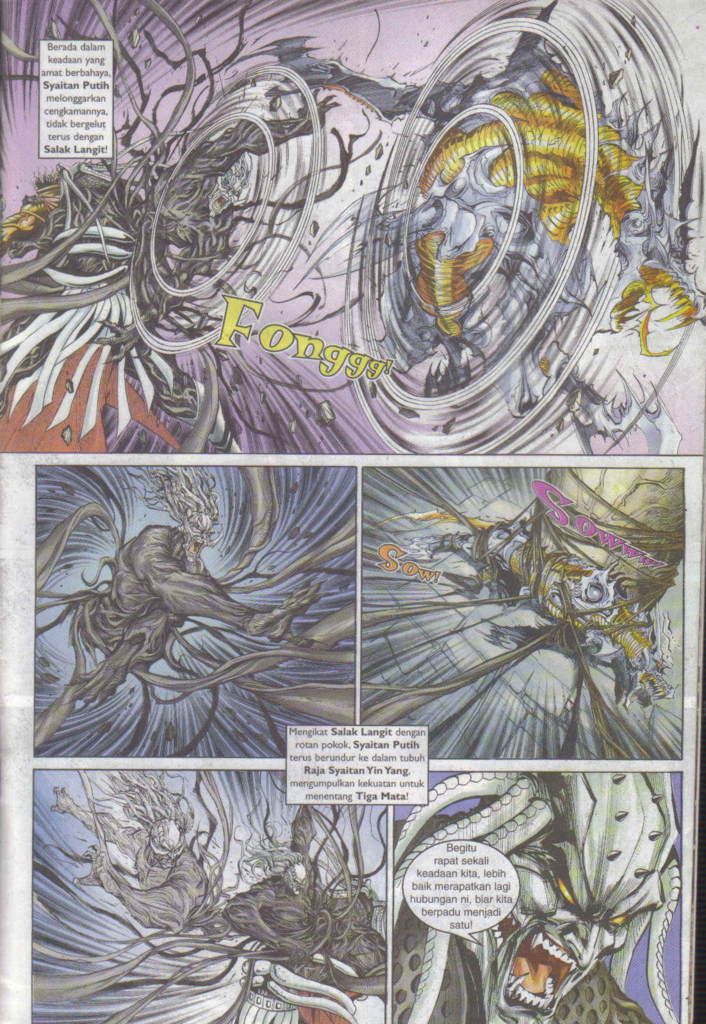 Berada dalam
keadaan yang
amat berbahaya,
Syaitan Putih
melonggarkan
cengkamannya,
tidak bergelut
terus dengan
Salak Langit!
Fonggg!
Sowww
Sow!
Mengikat Salak Langit dengan
rotan pokok, Syaitan Putih
terus berundur ke dalam tubuh
Raja Syaitan Yin Yang,
mengumpulkan kekuatan untuk
menentang Tiga Mata!
Begitu
rapat sekali
keadaan kita, lebih
baik merapatkan lagi
hubungan ni, biar kita
berpadu menjadi
satu!